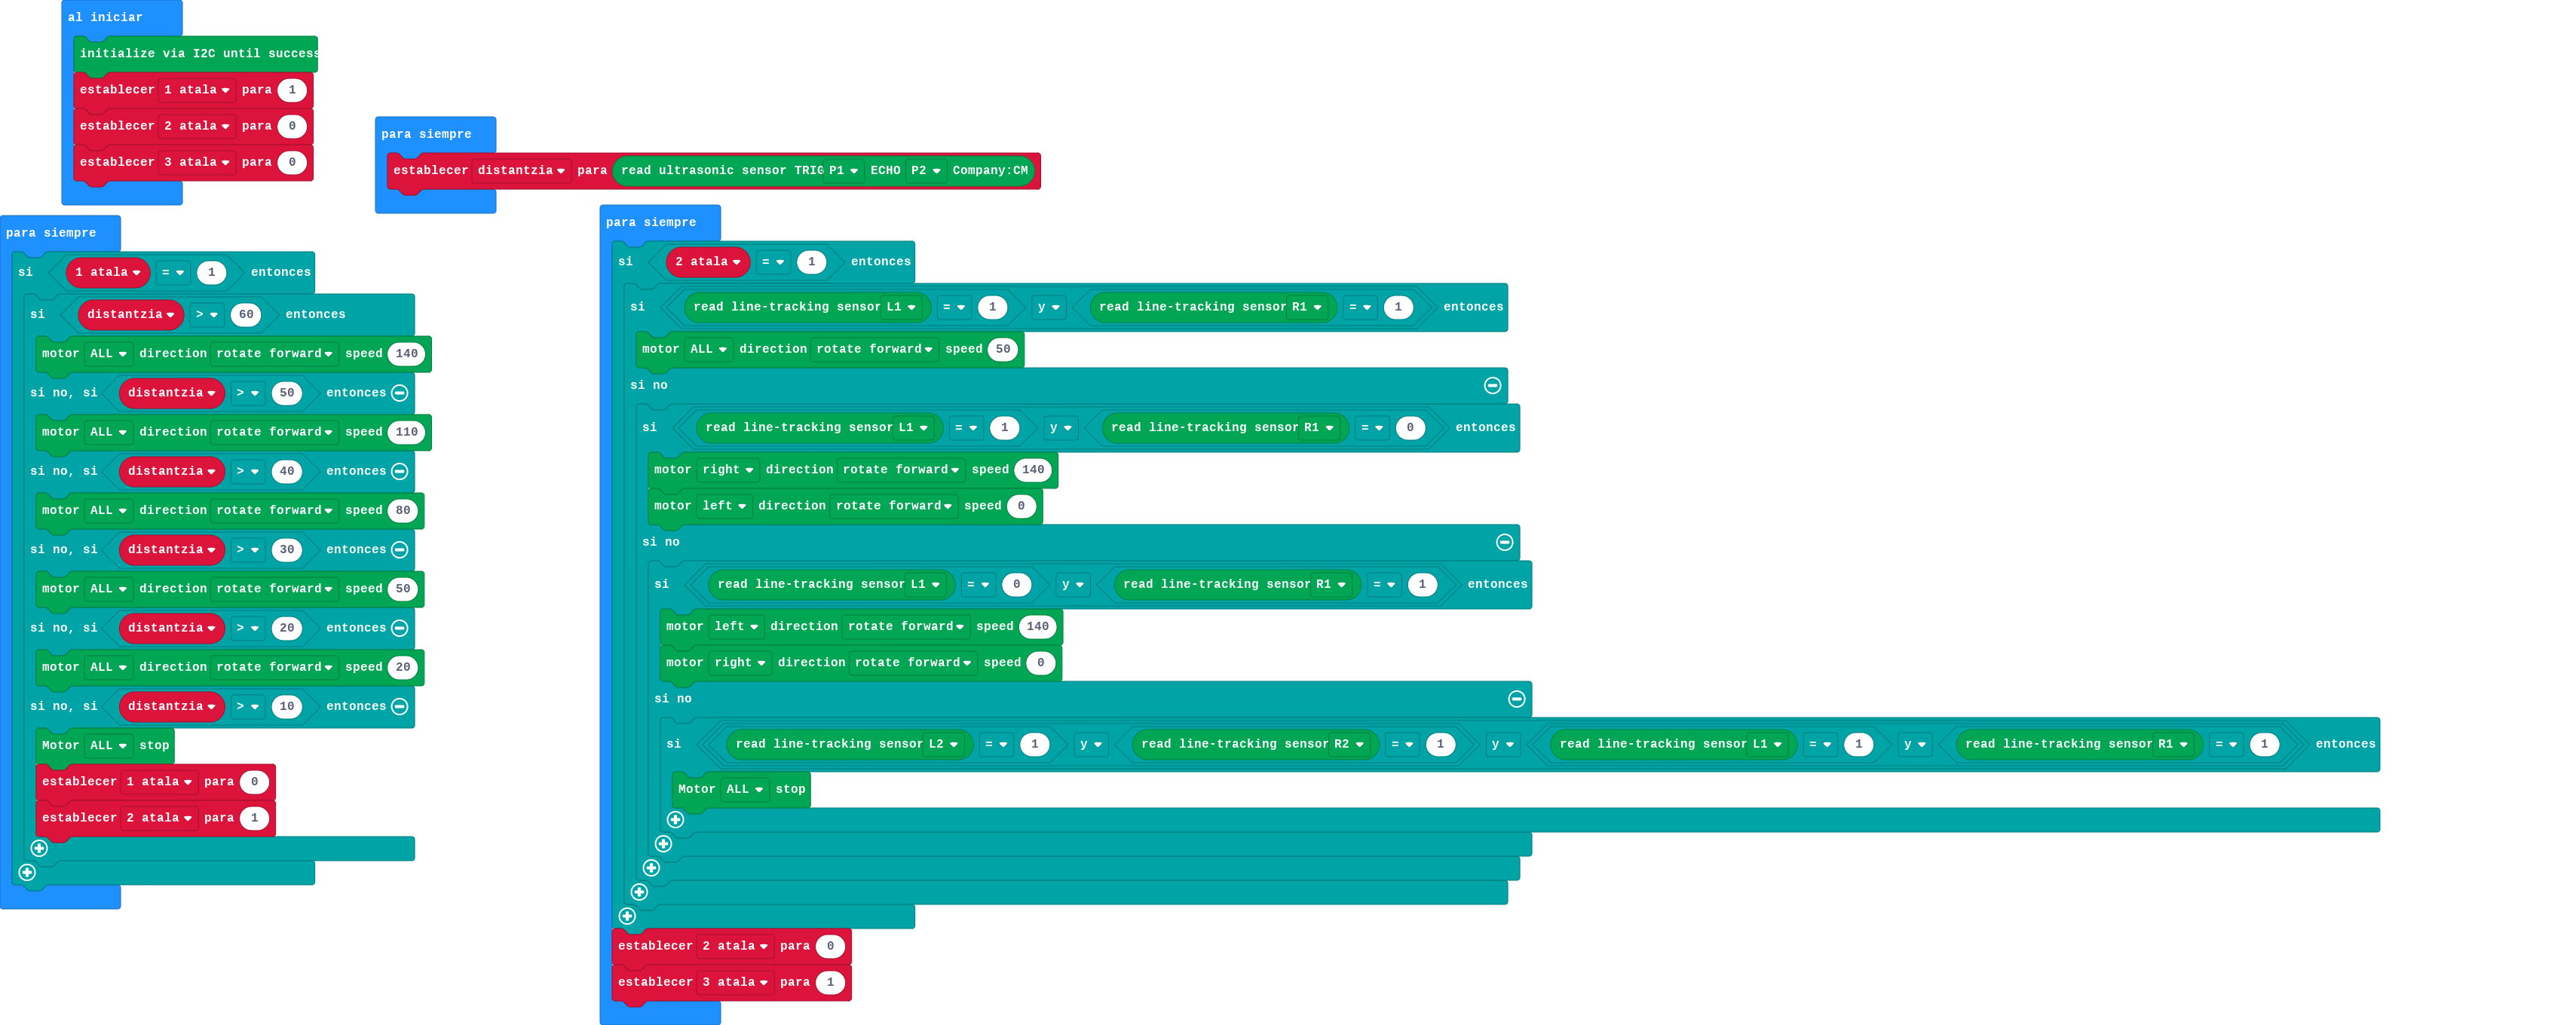 al iniciar
initialize via I2C until success
establecer 1 atala para 1
establecer 2 atala para 0
establecer 3 atala para 0
para siempre
establecer distantzia para read ultrasonic sensor TRIG P1 ECHO P2 Company:CM
para siempre
si 1 atala = 1 entonces
si distantzia > 60 entonces
motor ALL direction rotate forward speed 140
si no, si distantzia > 50 entonces
motor ALL direction rotate forward speed 110
si no, si distantzia > 40 entonces
motor ALL direction rotate forward speed 80
si no, si distantzia > 30 entonces
motor ALL direction rotate forward speed 50
si no, si distantzia > 20 entonces
motor ALL direction rotate forward speed 20
si no, si distantzia > 10 entonces
Motor ALL stop
establecer 1 atala para 0
establecer 2 atala para 1
para siempre
si 2 atala = 1 entonces
si read line-tracking sensor L1 = 1 y read line-tracking sensor R1 = 1 entonces
motor ALL direction rotate forward speed 50
si no
si read line-tracking sensor L1 = 1 y read line-tracking sensor R1 = 0 entonces
motor right direction rotate forward speed 140
motor left direction rotate forward speed 0
si no
si read line-tracking sensor L1 = 0 y read line-tracking sensor R1 = 1 entonces
motor left direction rotate forward speed 140
motor right direction rotate forward speed 0
si no
si read line-tracking sensor L2 = 1 y read line-tracking sensor R2 = 1 y read line-tracking sensor L1 = 1 y read line-tracking sensor R1 = 1 entonces
Motor ALL stop
establecer 2 atala para 0
establecer 3 atala para 1